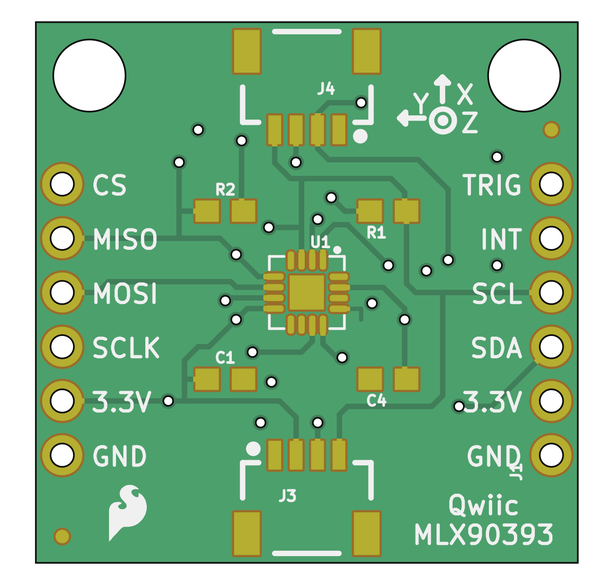 J4
Y X
Z
CS
R2
TRIG
MISO
R1
INT
U1
MOSI
SCL
SCLK
C1
SDA
3.3V
C4
3.3V
GND
GND
J1
J3
Qwiic
MLX90393